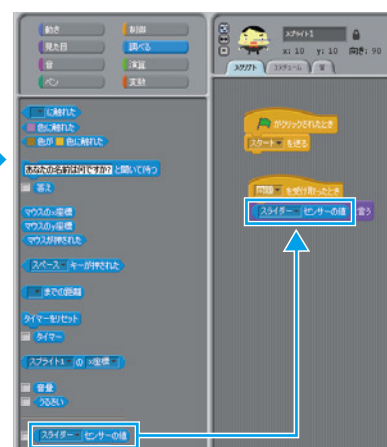 動き
制御
見た目
調べる
音
演算
ペン
変数
に触れた
色に触れた
色が 色に触れた
あなたの名前は何ですか? と聞いて待つ
答え
マウスのx座標
マウスのy座標
マウスが押された
スペース キーが押された
までの距離
タイマーをリセット
タイマー
スプライト1 の x座標
音量
うるさい
スライダー センサーの値
スプライト1
x: 10 y: 10 向き: 90
スクリプト コスチューム 音
がクリックされたとき
スタート を送る
問題 を受け取ったとき
スライダー センサーの値 言う